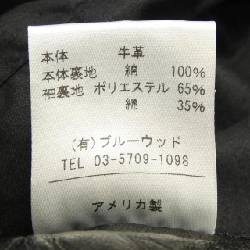 本体 牛革
本体裏地 綿 100%
袖裏地 ポリエステル 65%
綿 35%
(有)ブルーウッド
TEL 03-5709-1098
アメリカ製